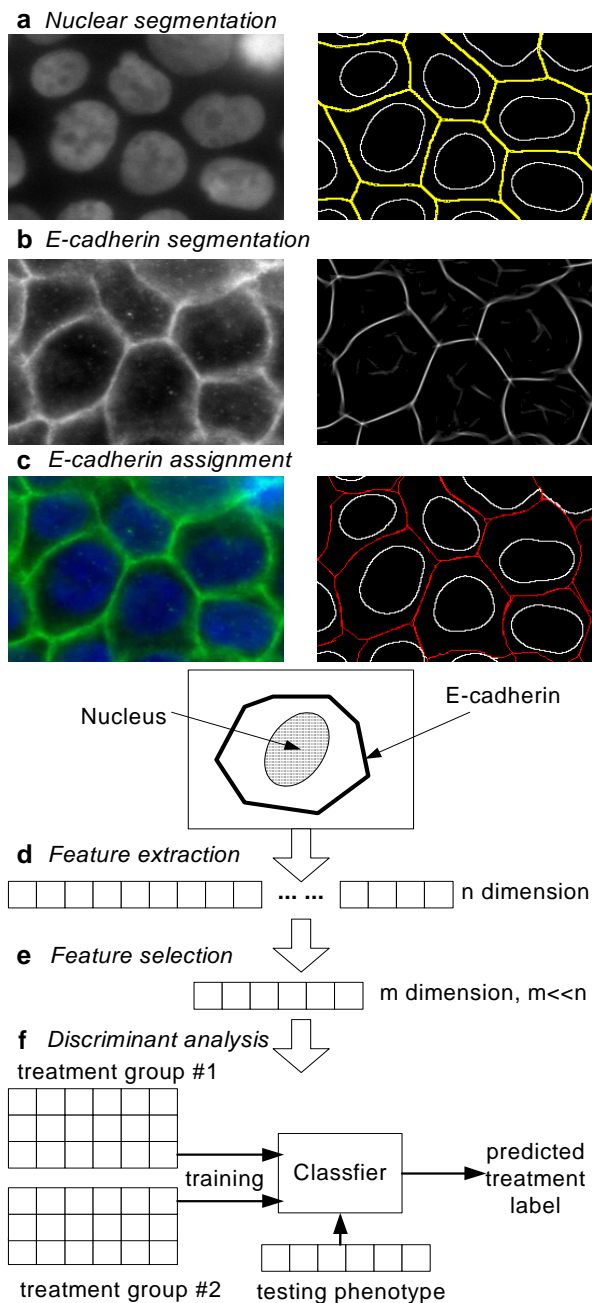 a Nuclear segmentation
b E-cadherin segmentation
c E-cadherin assignment
Nucleus
E-cadherin
d Feature extraction
... ...
n dimension
e Feature selection
m dimension, m<<n
f Discriminant analysis
treatment group #1
training
Classfier
predicted
treatment
label
treatment group #2
testing phenotype